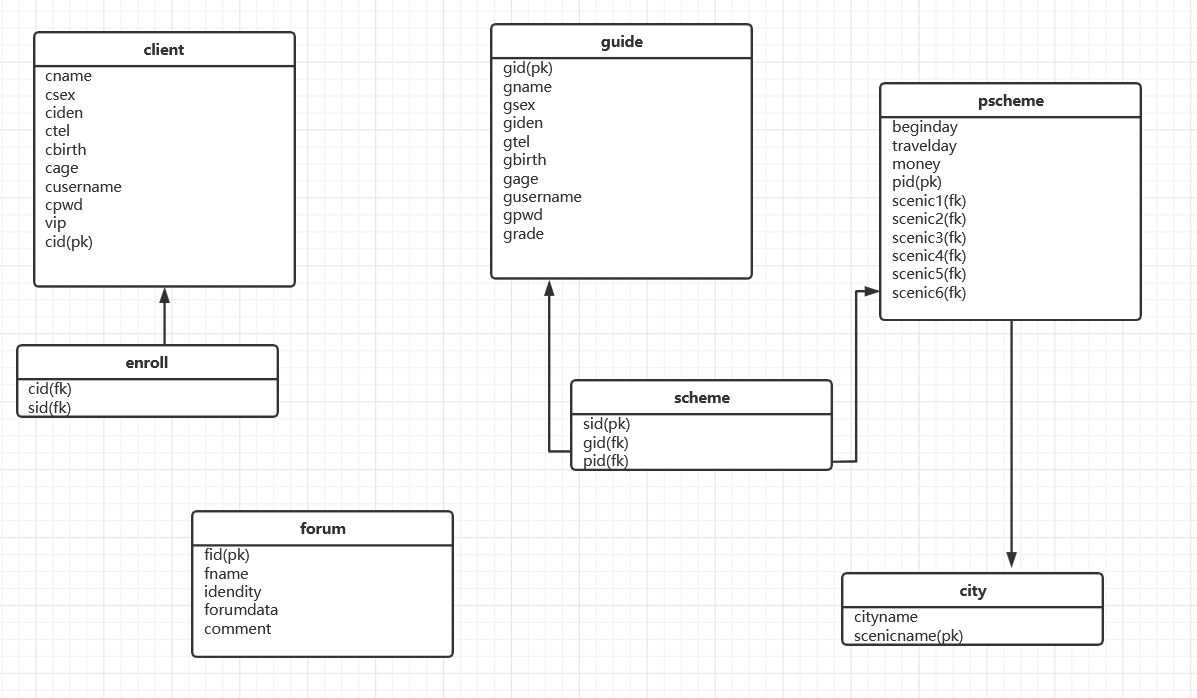 client
cname
csex
ciden
ctel
cbirth
cage
cusername
cpwd
vip
cid(pk)
guide
gid(pk)
gname
gsex
giden
gtel
gbirth
gage
gusername
gpwd
grade
pscheme
beginday
travelday
money
pid(pk)
scenic1(fk)
scenic2(fk)
scenic3(fk)
scenic4(fk)
scenic5(fk)
scenic6(fk)
enroll
cid(fk)
sid(fk)
scheme
sid(pk)
gid(fk)
pid(fk)
forum
fid(pk)
fname
idendity
forumdata
comment
city
cityname
scenicname(pk)